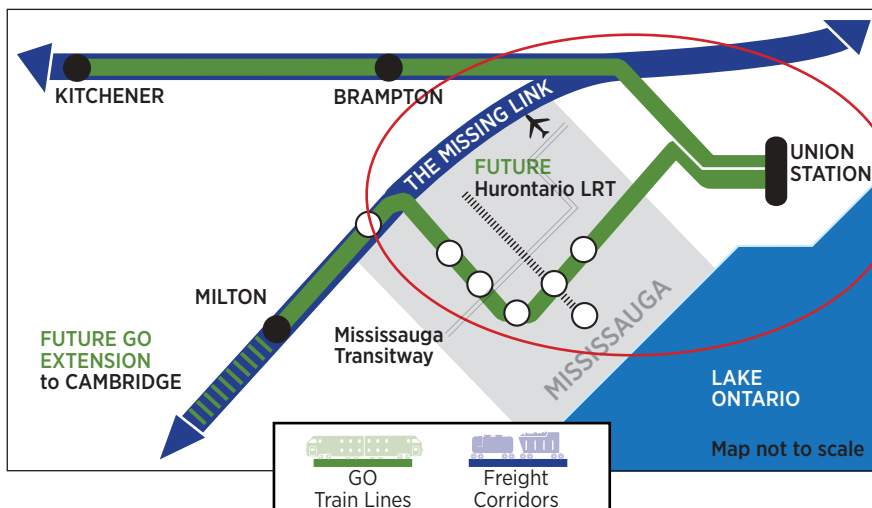 KITCHENER
BRAMPTON
THE MISSING LINK
UNION
STATION
FUTURE
Hurontario LRT
MILTON
FUTURE GO
EXTENSION
to CAMBRIDGE
Mississauga
Transitway
MISSISSAUGA
LAKE
ONTARIO
Map not to scale
GO
Train Lines
Freight
Corridors